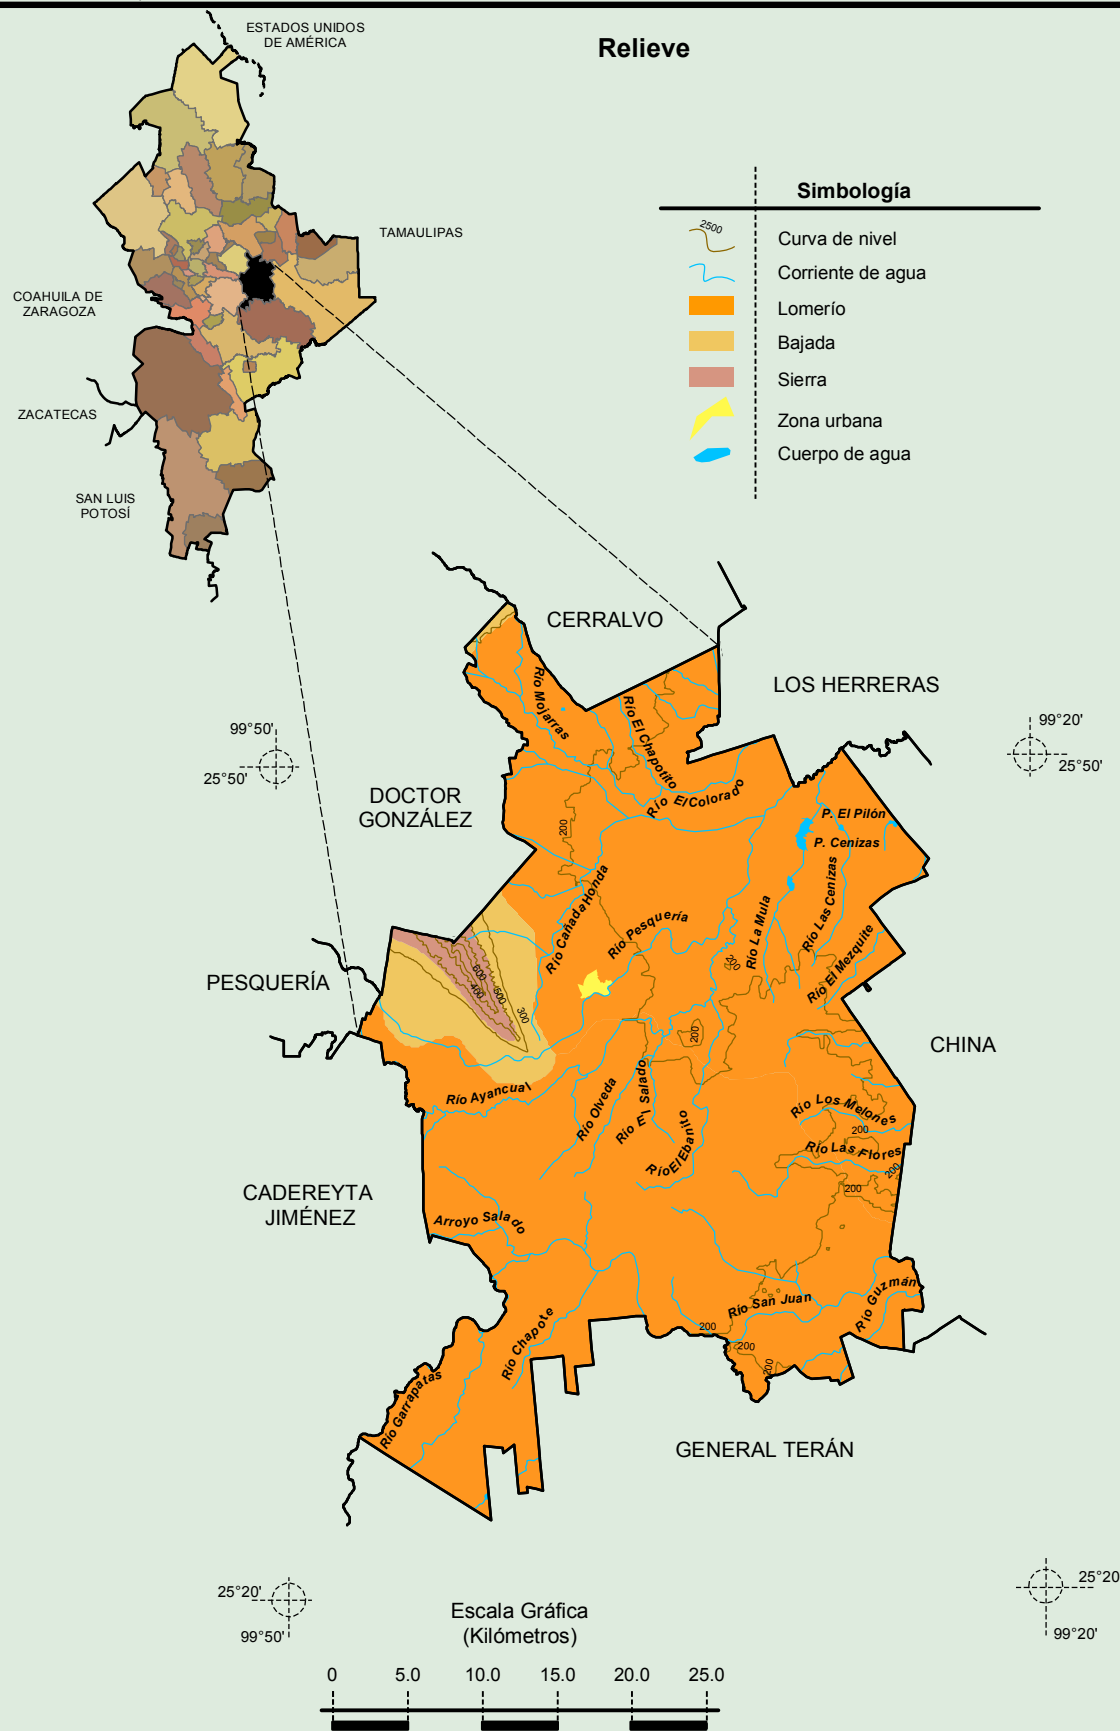 Relieve
ESTADOS UNIDOS
DE AMÉRICA
TAMAULIPAS
COAHUILA DE
ZARAGOZA
ZACATECAS
SAN LUIS
POTOSÍ
Simbología
2500
Curva de nivel
Corriente de agua
Lomerío
Bajada
Sierra
Zona urbana
Cuerpo de agua
CERRALVO
LOS HERRERAS
99°50'
25°50'
99°20'
25°50'
DOCTOR
GONZÁLEZ
PESQUERÍA
CHINA
CADEREYTA
JIMÉNEZ
GENERAL TERÁN
Río Mojarras
Río El Chapotito
Río El Colorado
200
P. El Pilón
P. Cenizas
Río Cañada Honda
Río Pesquería
Río La Mula
Río Las Cenizas
Río El Mezquite
200
600
400
500
300
200
Río Ayancual
Río Olveda
Río El Salado
Río El Ebanito
Río Los Melones
200
Río Las Flores
200
200
Arroyo Salado
Río San Juan
Río Guzmán
200
200
200
Río Chapote
Río Garrapatas
25°20'
99°50'
25°20'
99°20'
Escala Gráfica
(Kilómetros)
0 5.0 10.0 15.0 20.0 25.0